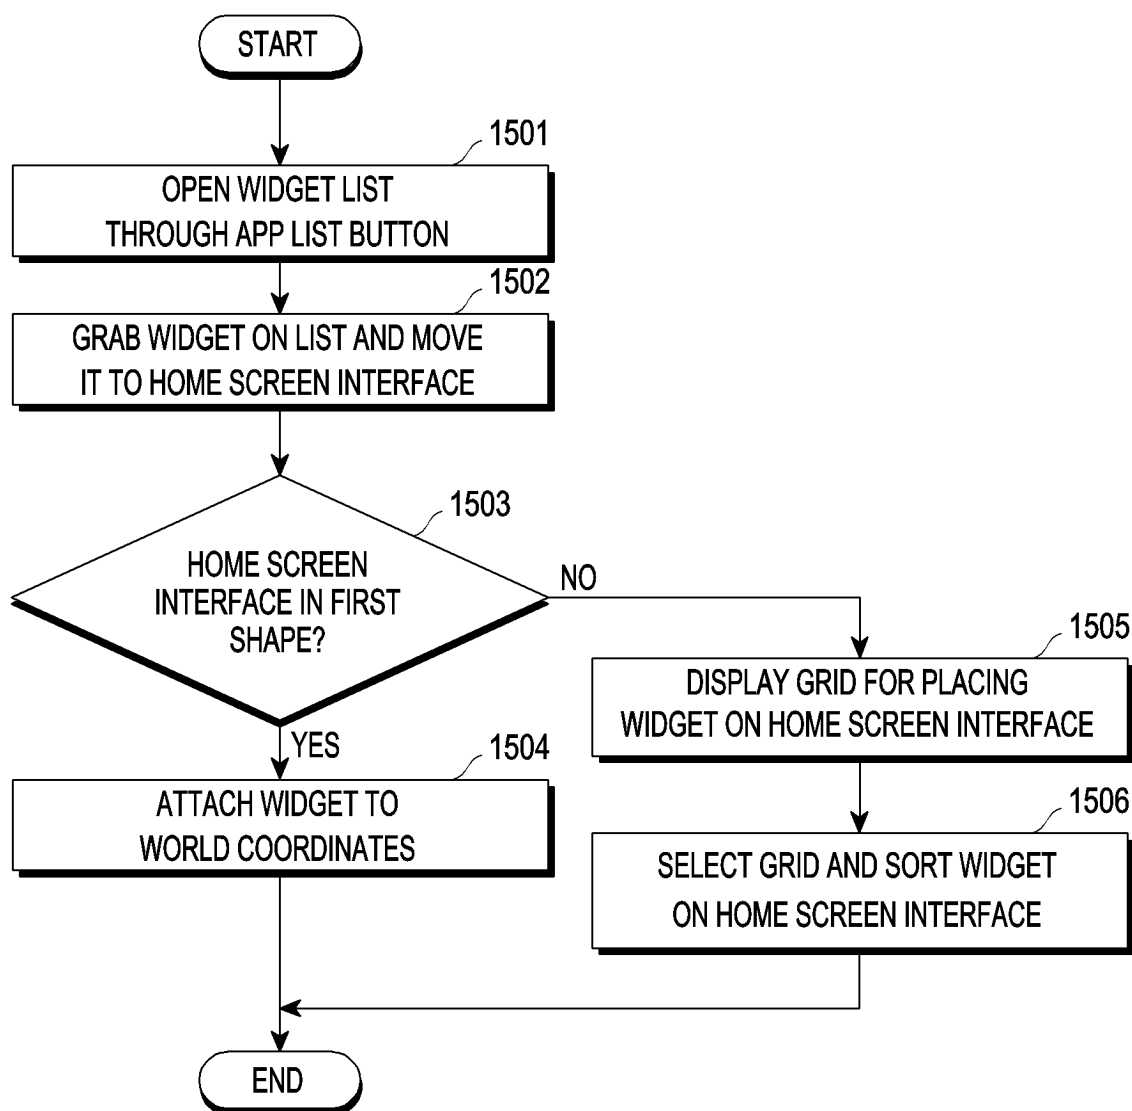 START
1501
OPEN WIDGET LIST
THROUGH APP LIST BUTTON
1502
GRAB WIDGET ON LIST AND MOVE
IT TO HOME SCREEN INTERFACE
1503
HOME SCREEN
INTERFACE IN FIRST
SHAPE?
NO
YES
1504
ATTACH WIDGET TO
WORLD COORDINATES
1505
DISPLAY GRID FOR PLACING
WIDGET ON HOME SCREEN INTERFACE
1506
SELECT GRID AND SORT WIDGET
ON HOME SCREEN INTERFACE
END